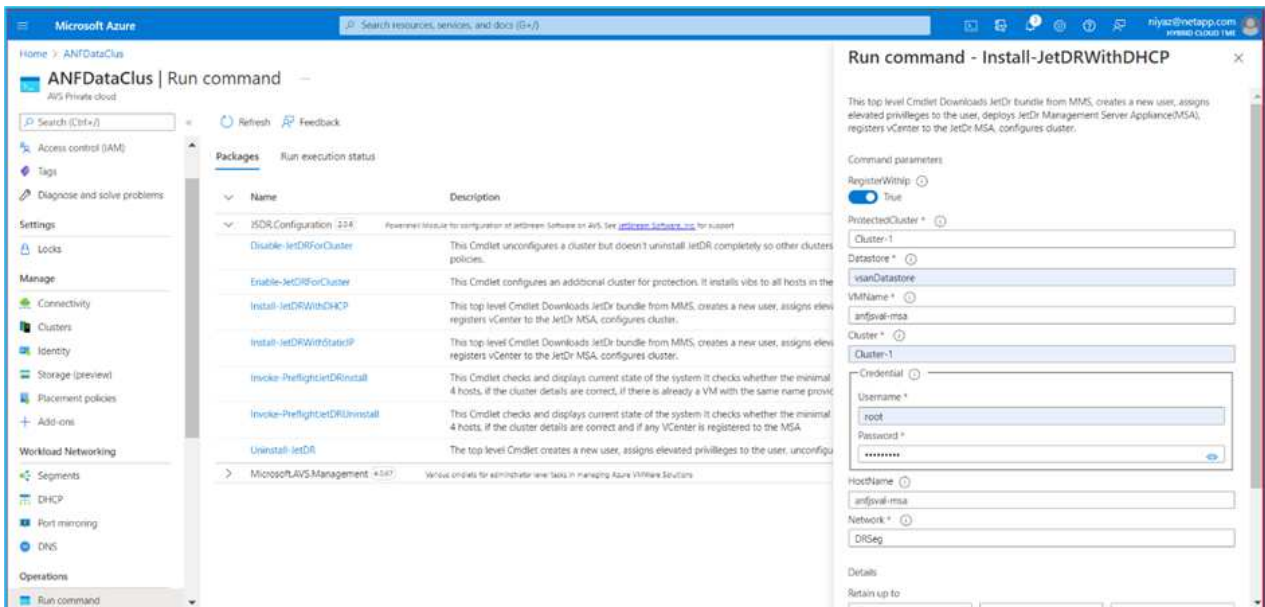 Microsoft Azure
Search resources, services, and docs (G+/)
niyaz@netapp.com
HYBRID CLOUD TME
Home > ANFDataClus
ANFDataClus | Run command
AVS Private cloud
Search (Ctrl+/)
Access control (IAM)
Tags
Diagnose and solve problems
Settings
Locks
Manage
Connectivity
Clusters
Identity
Storage (preview)
Placement policies
Add-ons
Workload Networking
Segments
DHCP
Port mirroring
DNS
Operations
Run command
Refresh
Feedback
Packages
Run execution status
Name
Description
JSDR.Configuration
Powershell Module for configuration of JetStream Software on AVS. See JetStream Software, Inc. for support
Disable-JetDRForCluster
This Cmdlet unconfigures a cluster but doesn't uninstall JetDR completely so other clusters
policies.
Enable-JetDRForCluster
This Cmdlet configures an additional cluster for protection. It installs vibs to all hosts in the
Install-JetDRWithDHCP
This top level Cmdlet Downloads JetDr bundle from MMS, creates a new user, assigns elev
registers vCenter to the JetDr MSA, configures cluster.
Install-JetDRWithStaticIP
This top level Cmdlet Downloads JetDr bundle from MMS, creates a new user, assigns elev
registers vCenter to the JetDr MSA, configures cluster.
Invoke-PreflightJetDRInstall
This Cmdlet checks and displays current state of the system It checks whether the minimal
4 hosts, if the cluster details are correct, if there is already a VM with the same name provid
Invoke-PreflightJetDRUninstall
This Cmdlet checks and displays current state of the system It checks whether the minimal
4 hosts, if the cluster details are correct and if any VCenter is registered to the MSA
Uninstall-JetDR
The top level Cmdlet creates a new user, assigns elevated privilleges to the user, unconfigu
Microsoft.AVS.Management
Various cmdlets for administrator level tasks in managing Azure VMWare Solutions
Run command - Install-JetDRWithDHCP
This top level Cmdlet Downloads JetDr bundle from MMS, creates a new user, assigns
elevated privilleges to the user, deploys JetDr Management Server Appliance(MSA),
registers vCenter to the JetDr MSA, configures cluster.
Command parameters
RegisterWithIp
True
ProtectedCluster *
Cluster-1
Datastore *
vsanDatastore
VMName *
anfjsval-msa
Cluster *
Cluster-1
Credential
Username *
root
Password *
•••••••••
HostName
anfjsval-msa
Network *
DRSeg
Details
Retain up to